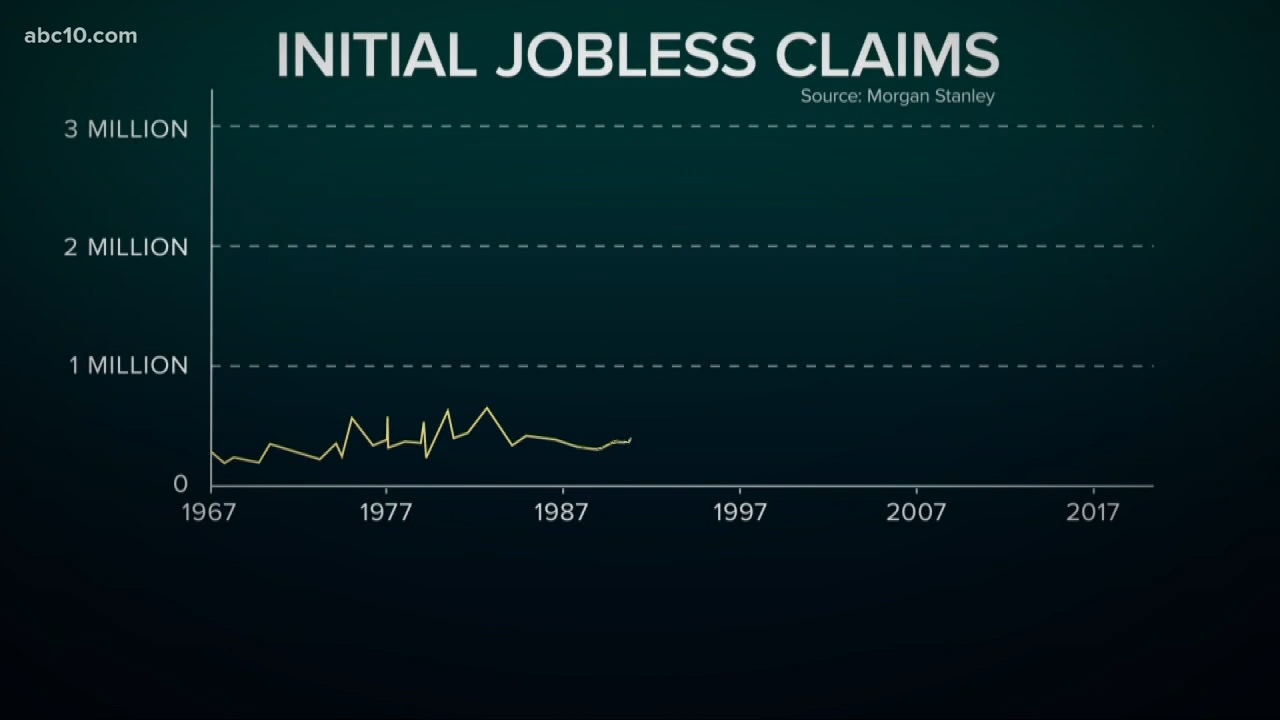 abc10.com
INITIAL JOBLESS CLAIMS
Source: Morgan Stanley
3 MILLION
2 MILLION
1 MILLION
0
1967 1977 1987 1997 2007 2017